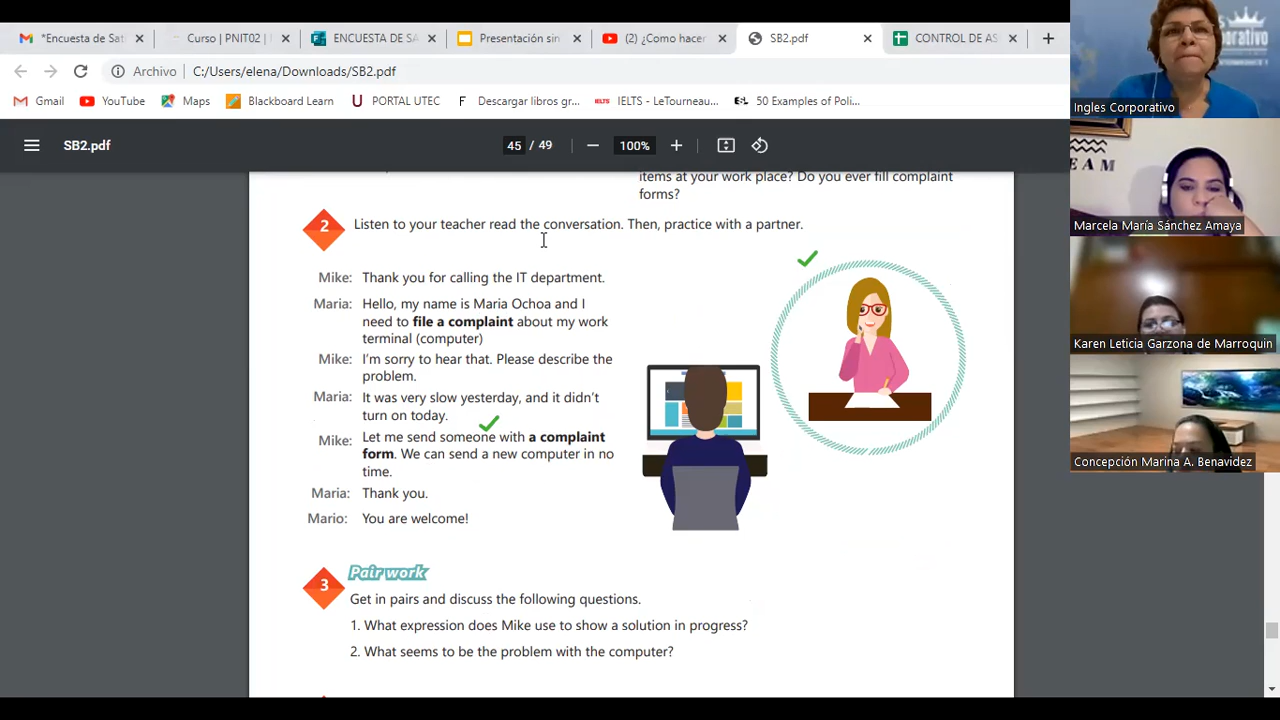 *Encuesta de Sat
Curso | PNIT02 |
ENCUESTA DE SA
Presentación sin
(2) ¿Como hacer
SB2.pdf
CONTROL DE AS
Archivo
C:/Users/elena/Downloads/SB2.pdf
Gmail
YouTube
Maps
Blackboard Learn
PORTAL UTEC
Descargar libros gr...
IELTS - LeTourneau...
50 Examples of Poli...
SB2.pdf
45 / 49
100%
items at your work place? Do you ever fill complaint
forms?
2
Listen to your teacher read the conversation. Then, practice with a partner.
Mike: Thank you for calling the IT department.
Maria: Hello, my name is Maria Ochoa and I
need to file a complaint about my work
terminal (computer)
Mike: I'm sorry to hear that. Please describe the
problem.
Maria: It was very slow yesterday, and it didn't
turn on today.
Mike: Let me send someone with a complaint
form. We can send a new computer in no
time.
Maria: Thank you.
Mario: You are welcome!
3
Pair work
Get in pairs and discuss the following questions.
1. What expression does Mike use to show a solution in progress?
2. What seems to be the problem with the computer?
Ingles Corporativo
EAM
Marcela María Sánchez Amaya
Karen Leticia Garzona de Marroquin
Concepción Marina A. Benavidez